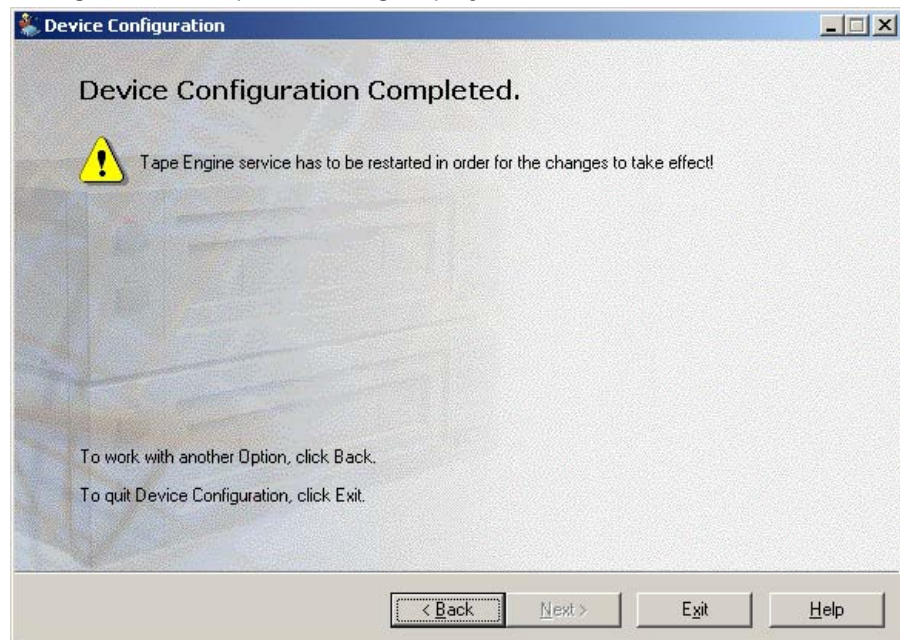 Device Configuration
Device Configuration Completed.
Tape Engine service has to be restarted in order for the changes to take effect!
To work with another Option, click Back.
To quit Device Configuration, click Exit.
< Back
Next >
Exit
Help